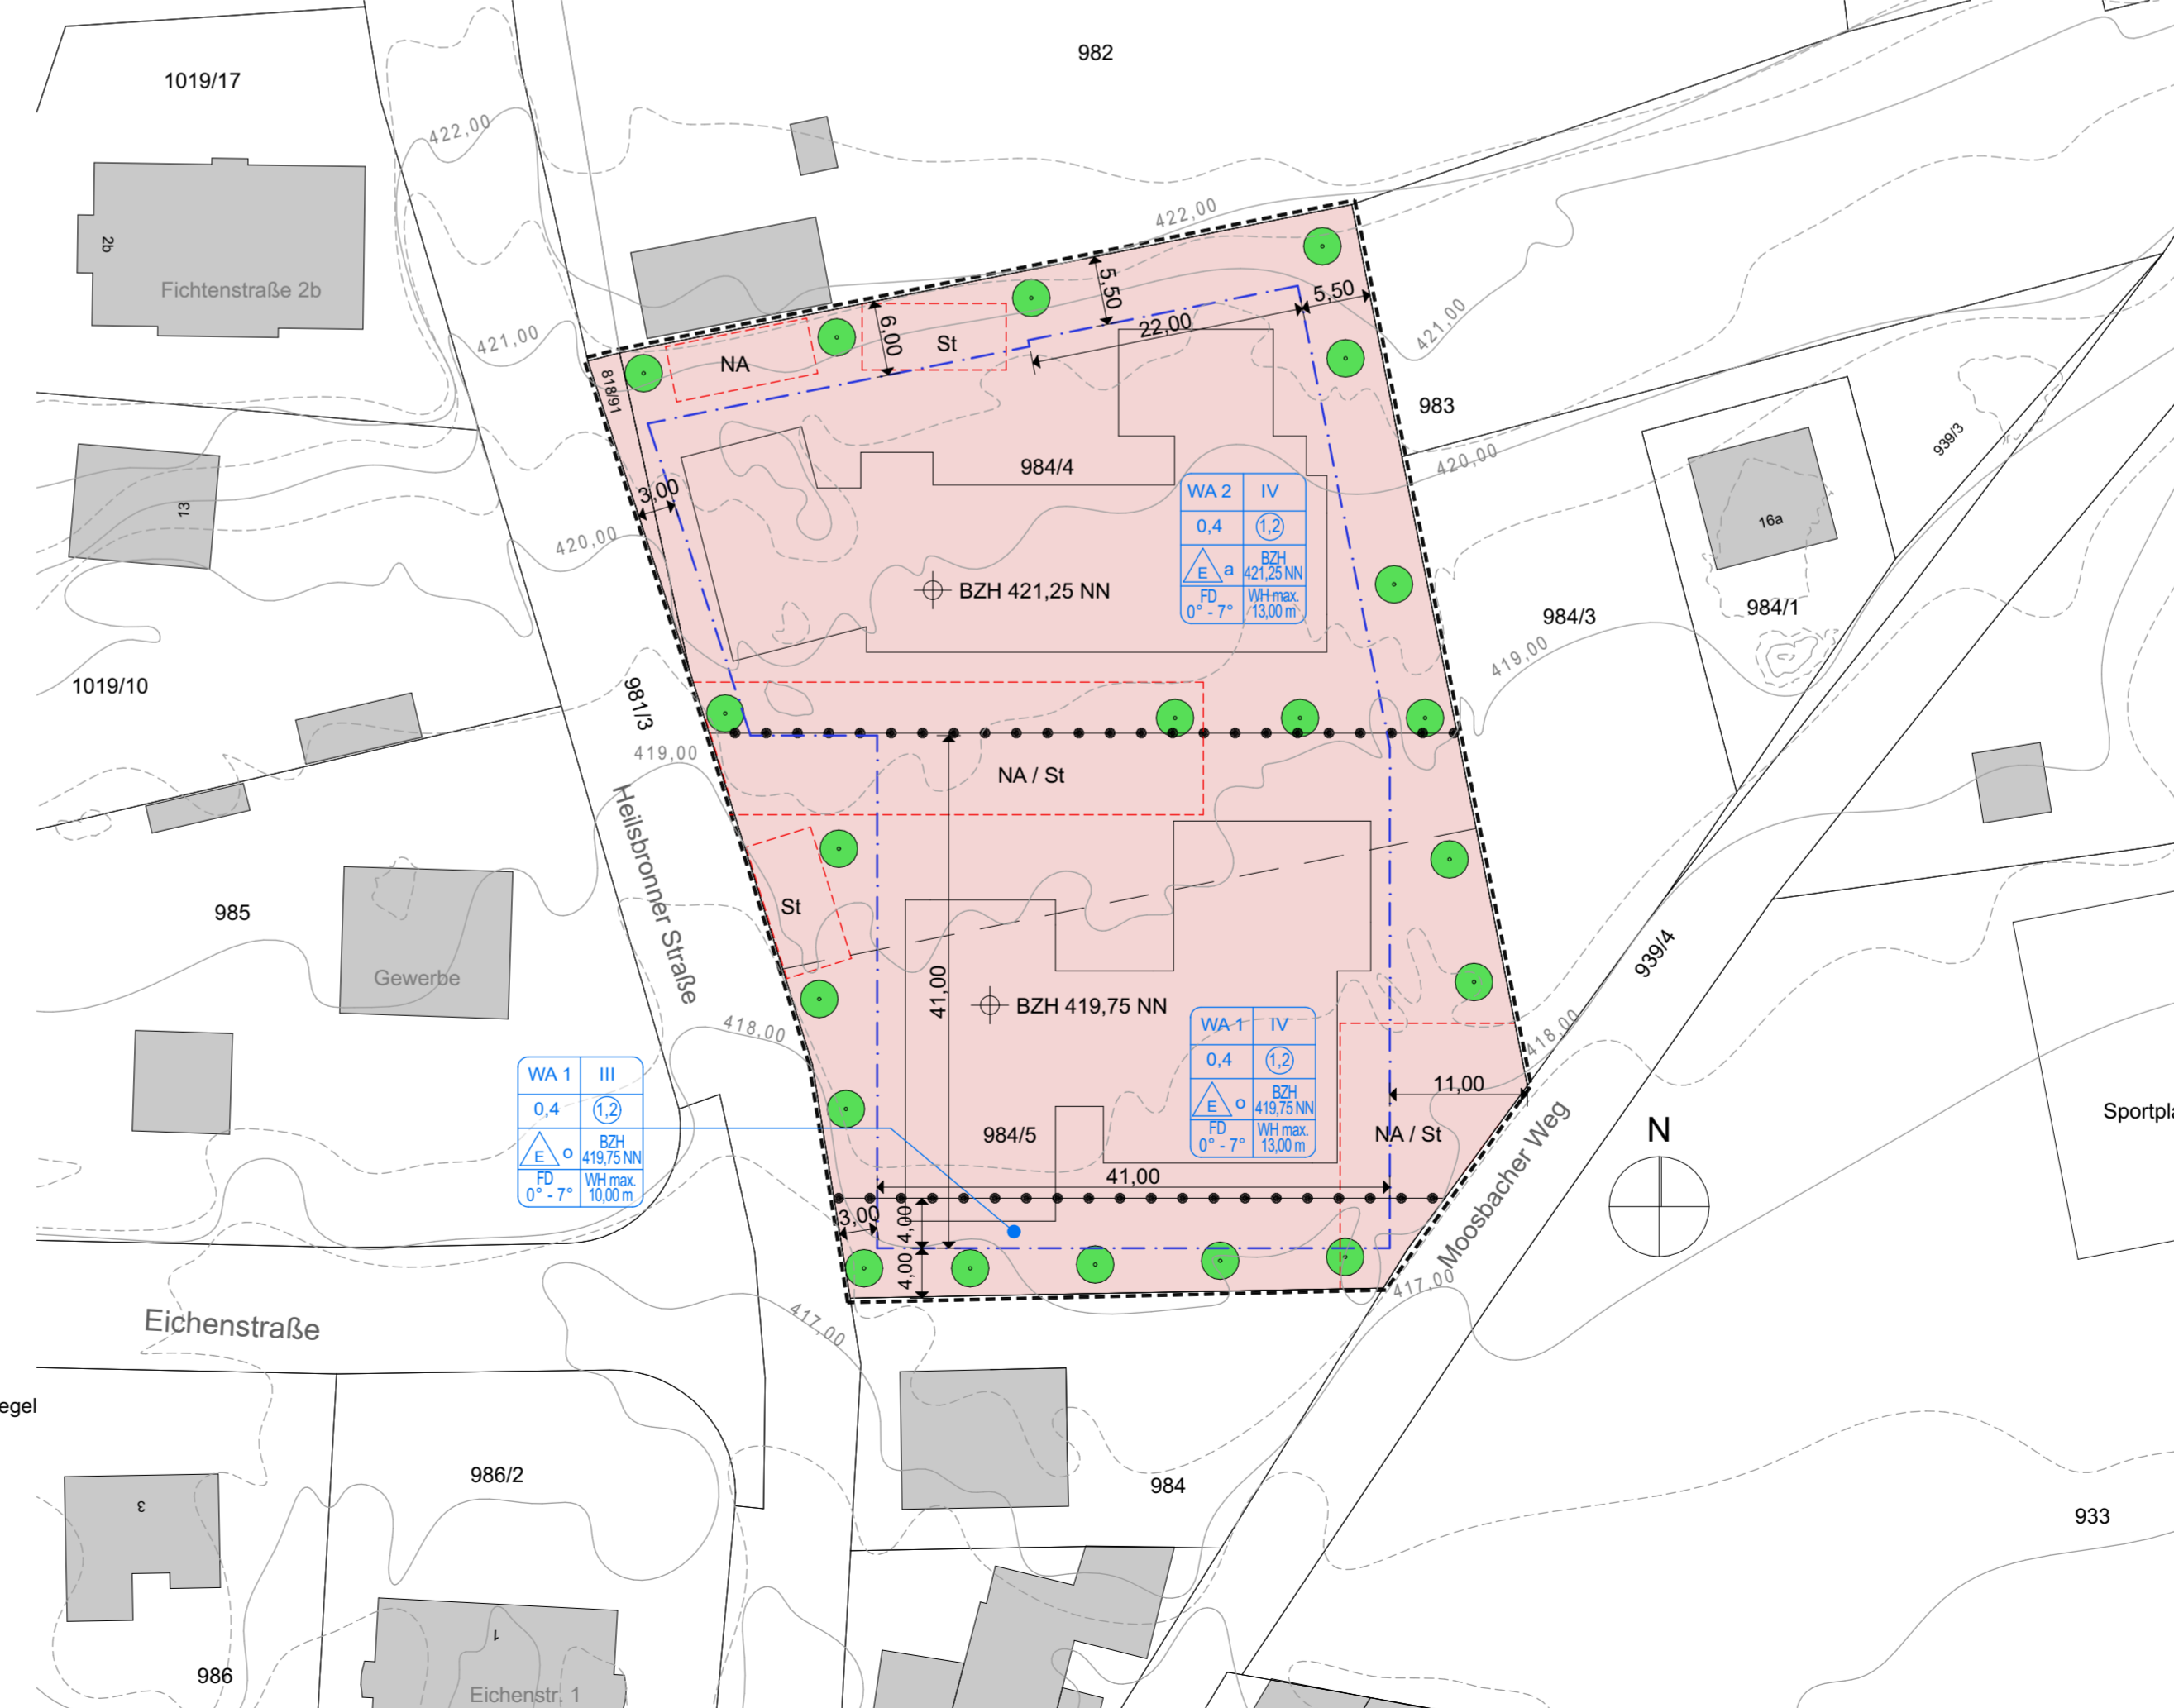 982
1019/17
422,00
2b
Fichtenstraße 2b
422,00
5,50
5,50
22,00
6,00
St
NA
421,00
421,00
818/91
983
939/3
984/4
420,00
3,00
13
WA 2 IV
0,4 1,2
E a BZH 421,25 NN
FD 0° - 7° WH max. 13,00 m
16a
420,00
BZH 421,25 NN
984/3
984/1
419,00
1019/10
981/3
419,00
NA / St
Heilsbronner Straße
985
St
939/4
Gewerbe
41,00
BZH 419,75 NN
418,00
418,00
WA 1 IV
0,4 1,2
E o BZH 419,75 NN
FD 0° - 7° WH max. 13,00 m
WA 1 III
0,4 1,2
E o BZH 419,75 NN
FD 0° - 7° WH max. 10,00 m
11,00
Sportpla
984/5
NA / St
N
41,00
Moosbacher Weg
3,00
4,00
4,00
417,00
417,00
Eichenstraße
egel
986/2
984
3
933
1
986
Eichenstr. 1